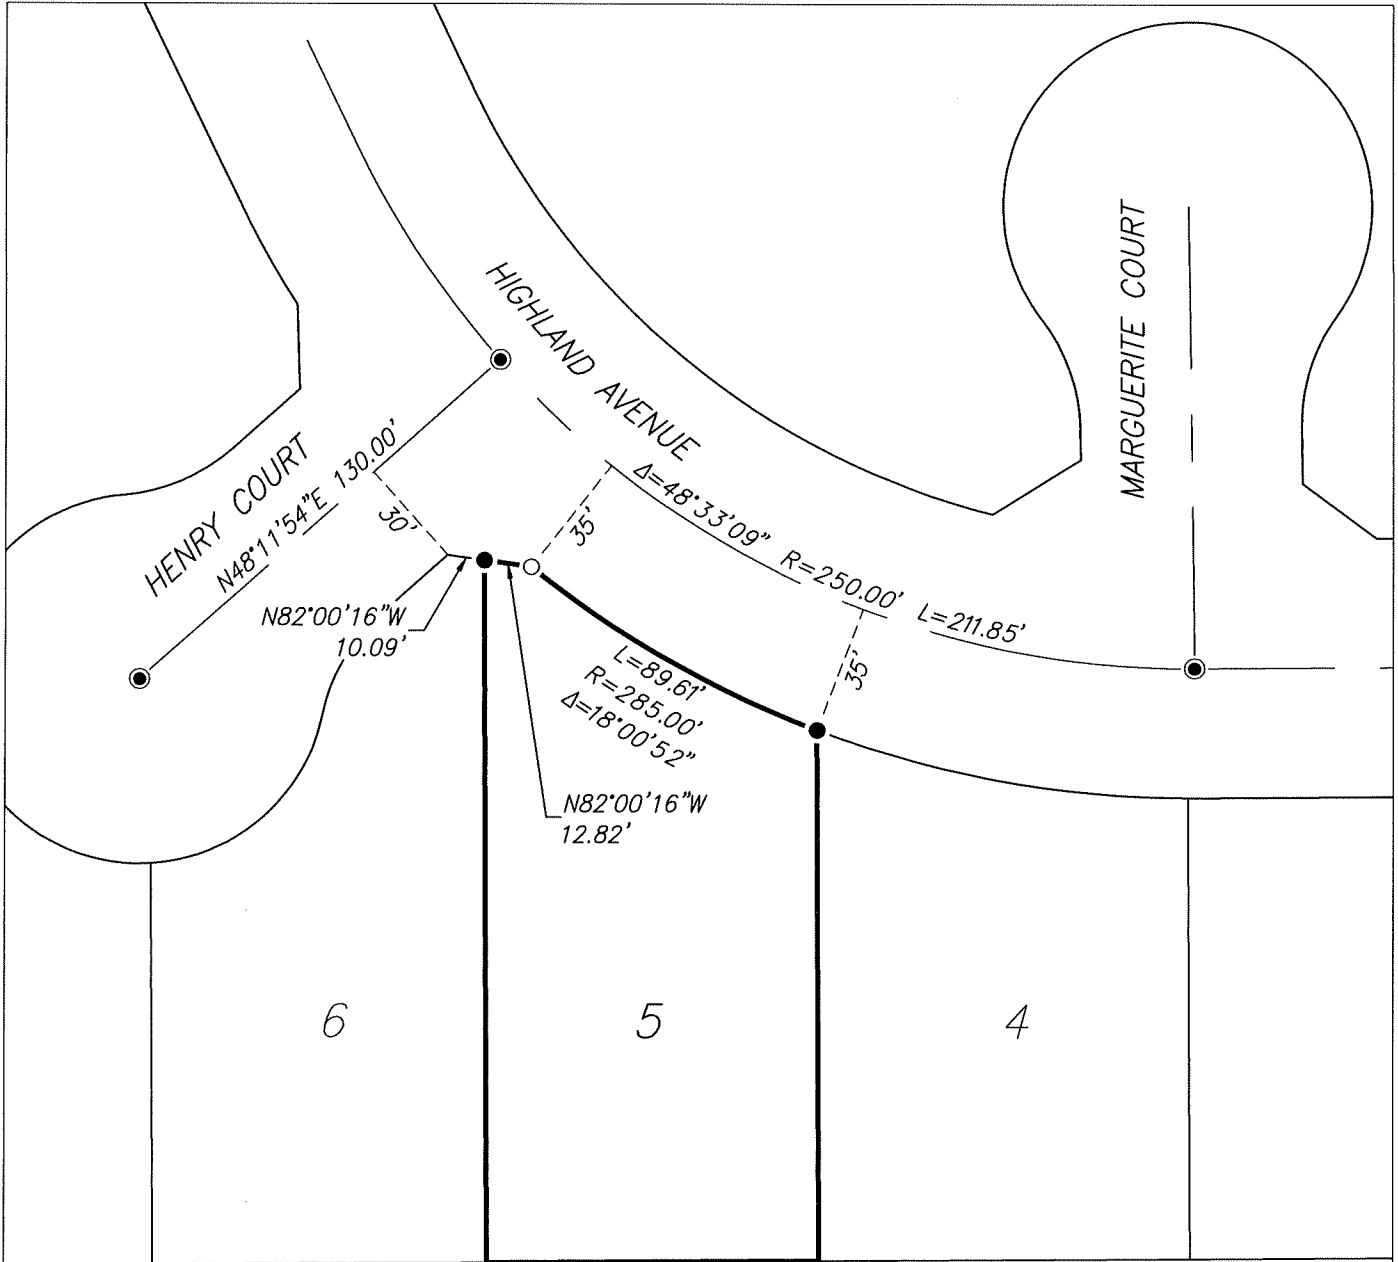 HIGHLAND AVENUE
MARGUERITE COURT
HENRY COURT
N48°11'54"E 130.00'
30'
35'
Δ=48°33'09" R=250.00' L=211.85'
35'
N82°00'16"W
10.09'
L=89.61'
R=285.00'
Δ=18°00'52"
N82°00'16"W
12.82'
6
5
4